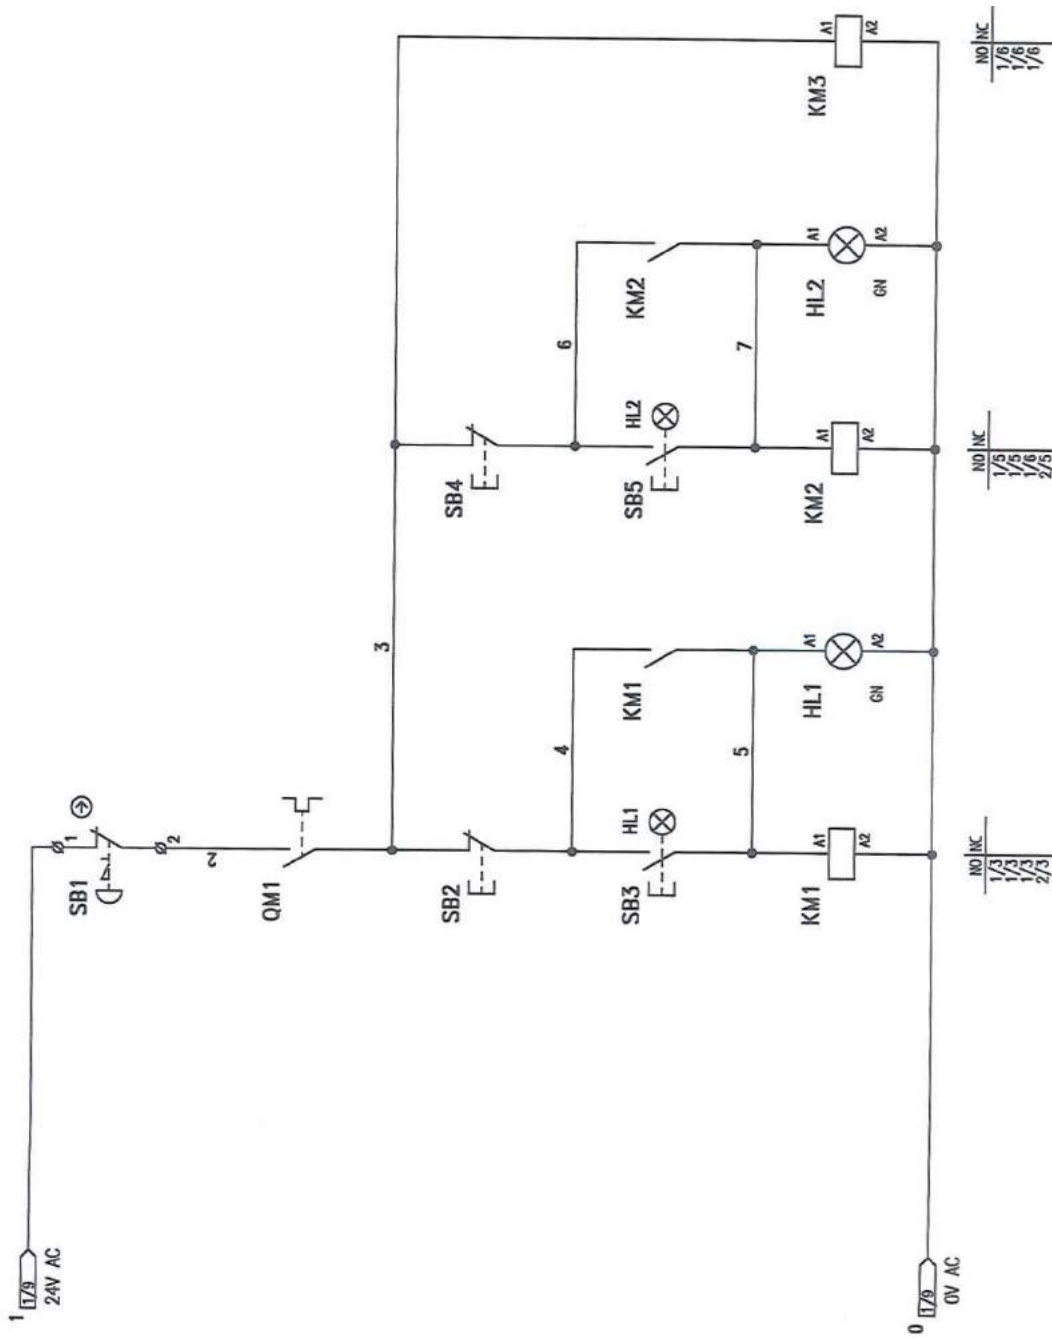 1
1/9
24V AC
SB1
1
2
2
QM1
3
SB2
SB4
4
6
SB3
HL1
KM1
SB5
HL2
KM2
5
7
KM1
A1
A2
HL1
A1
A2
GN
KM2
A1
A2
HL2
A1
A2
GN
KM3
A1
A2
0
1/9
0V AC
NO NC
1/3
1/3
1/3
2/3
NO NC
1/5
1/5
1/6
2/5
NO NC
1/6
1/6
1/6